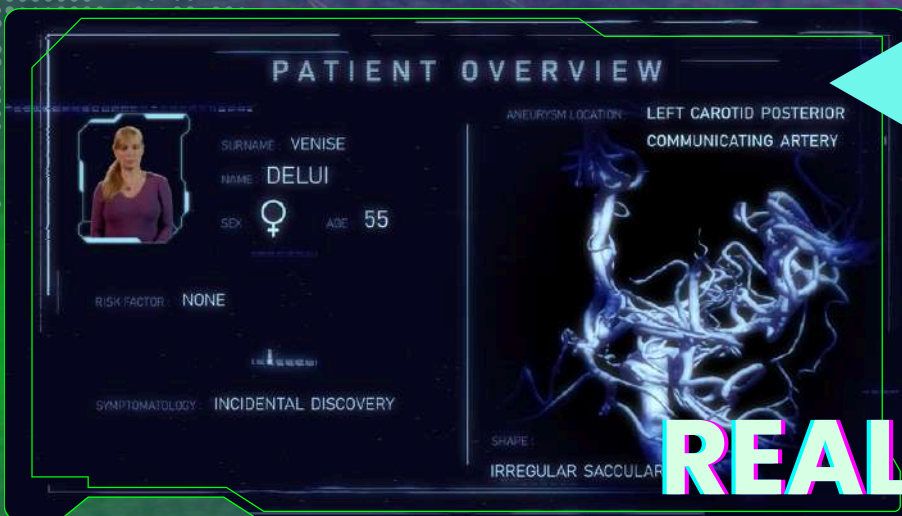 PATIENT OVERVIEW
SURNAME : VENISE
NAME : DELUI
SEX ♀ AGE 55
RISK FACTOR : NONE
SYMPTOMATOLOGY : INCIDENTAL DISCOVERY
ANEURYSM LOCATION : LEFT CAROTID POSTERIOR
COMMUNICATING ARTERY
SHAPE :
IRREGULAR SACCULAR
REAL